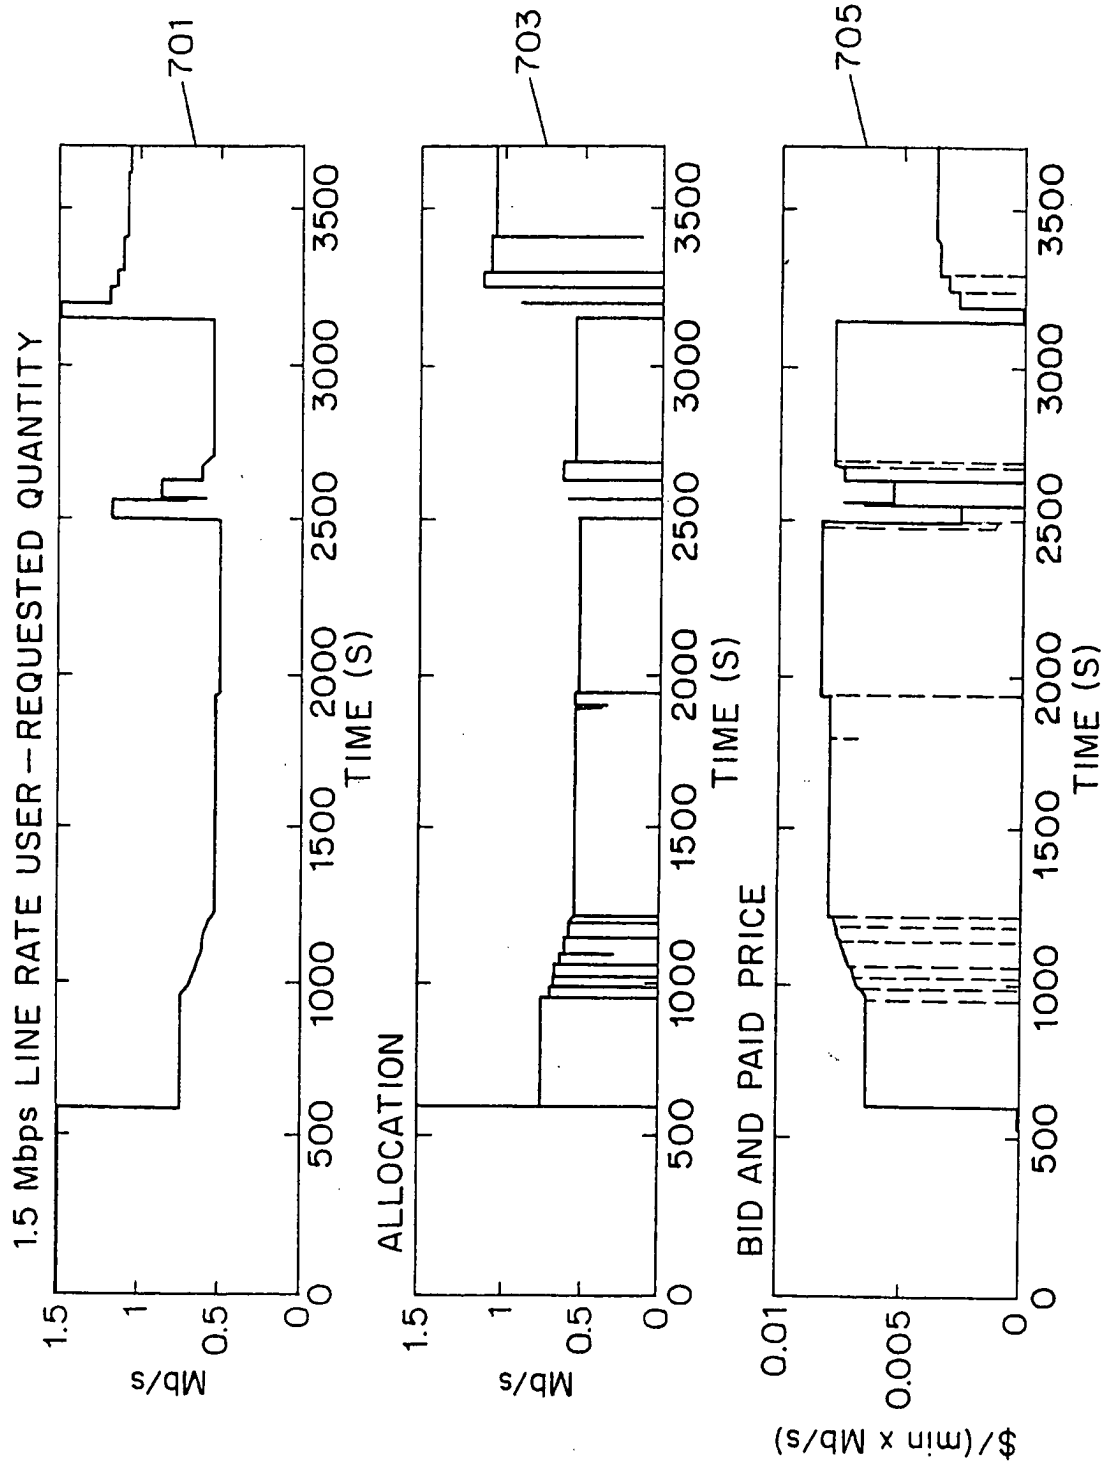 1.5 Mbps LINE RATE USER—REQUESTED QUANTITY
701
Mb/s
1.5
1
0.5
0
0 500 1000 1500 2000 2500 3000 3500
TIME (S)
ALLOCATION
703
Mb/s
1.5
1
0.5
0
0 500 1000 1500 2000 2500 3000 3500
TIME (S)
BID AND PAID PRICE
705
$/(min x Mb/s)
0.01
0.005
0
0 500 1000 1500 2000 2500 3000 3500
TIME (S)